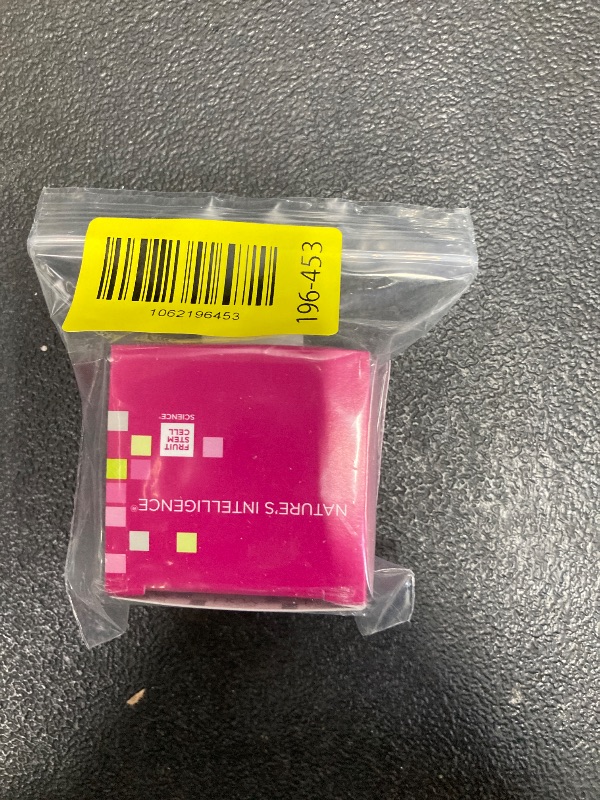 1062196453
196-453
FRUIT
STEM
CELL
SCIENCE®
NATURE'S INTELLIGENCE®